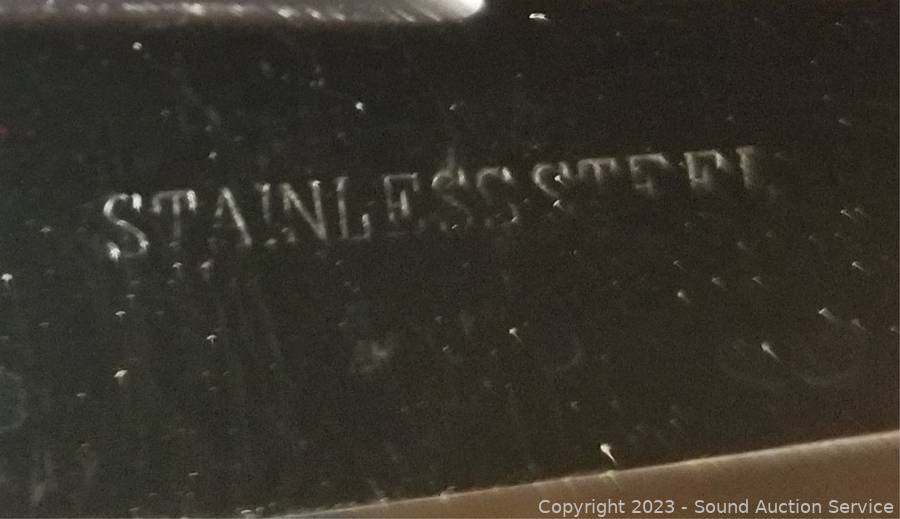 STAINLESS STEEL
Copyright 2023 - Sound Auction Service